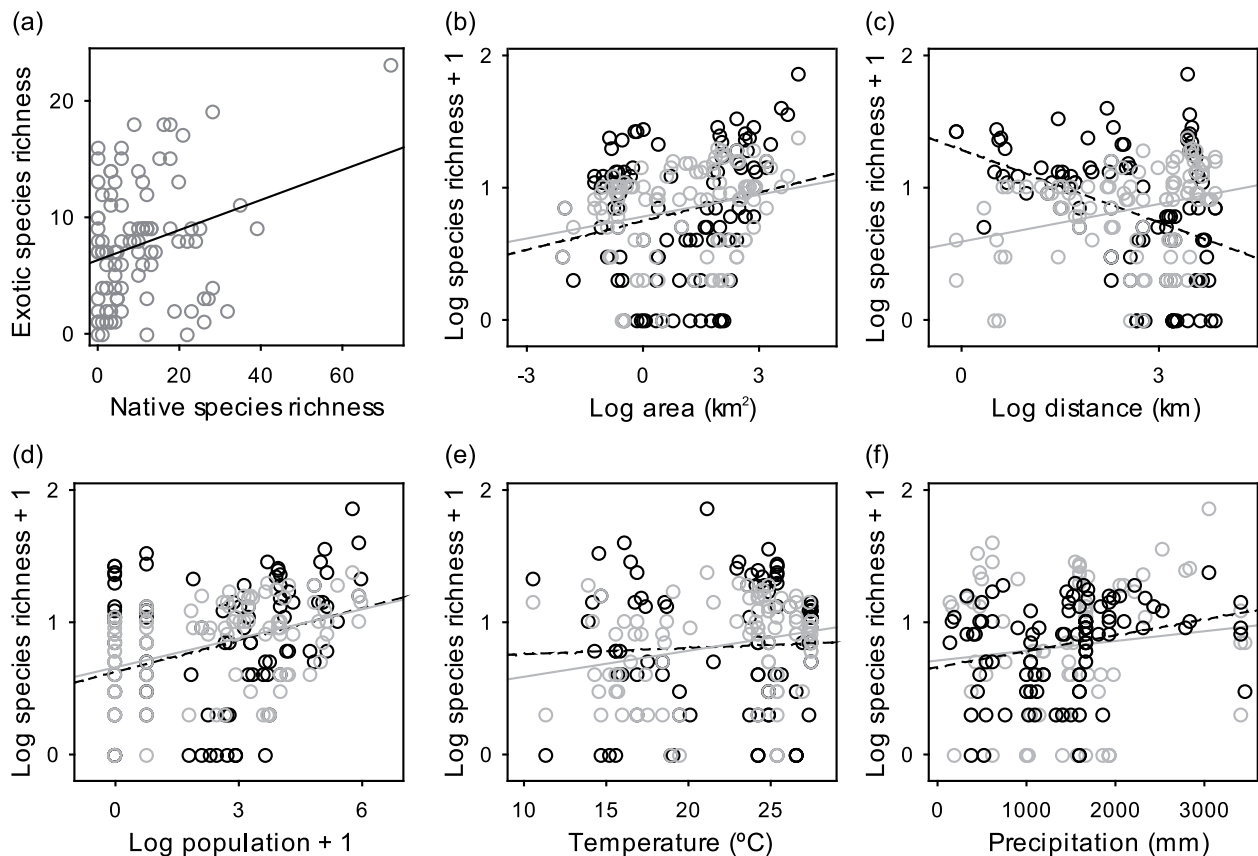 (a)
Exotic species richness
20
10
0
0 20 40 60
Native species richness
(b)
Log species richness + 1
2
1
0
-3 0 3
Log area (km²)
(c)
Log species richness + 1
2
1
0
0 3
Log distance (km)
(d)
Log species richness + 1
2
1
0
0 3 6
Log population + 1
(e)
Log species richness + 1
2
1
0
10 15 20 25
Temperature (ºC)
(f)
Log species richness + 1
2
1
0
0 1000 2000 3000
Precipitation (mm)